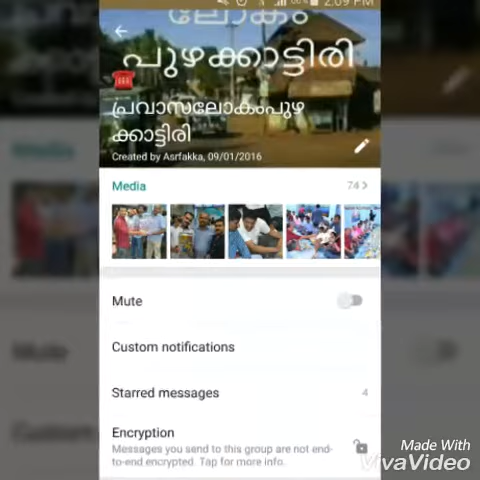 2:09 PM
ലോകം
പുഴക്കാട്ടിരി
പ്രവാസലോകംപുഴ
ക്കാട്ടിരി
Created by Asrfakka, 09/01/2016
Media
74 >
Mute
Custom notifications
Starred messages
4
Encryption
Messages you send to this group are not end-
to-end encrypted. Tap for more info.
Made With
VivaVideo